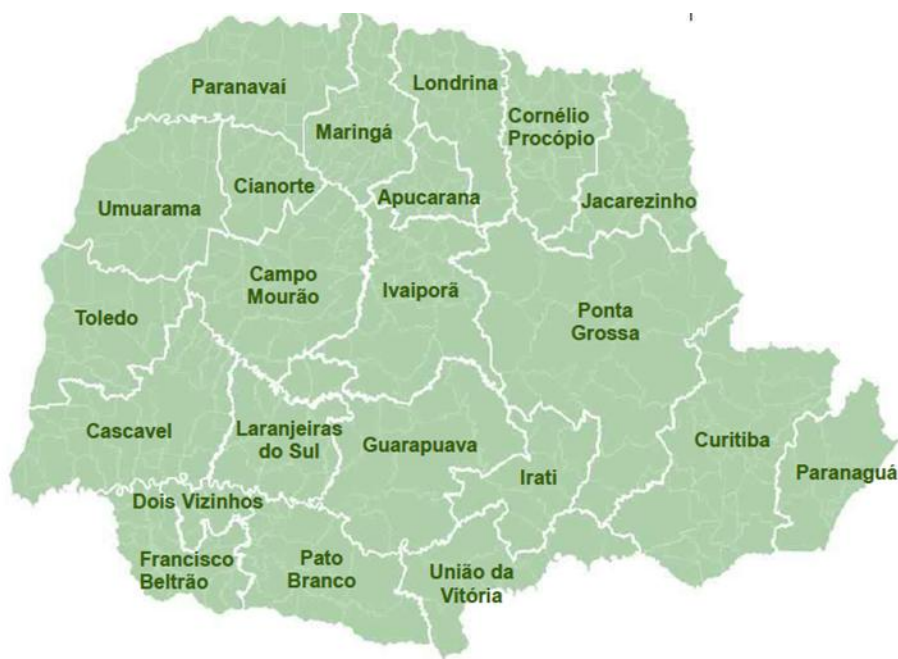 Paranavaí
Londrina
Cornélio
Procópio
Maringá
Cianorte
Apucarana
Jacarezinho
Umuarama
Campo
Mourão
Ivaiporã
Toledo
Ponta
Grossa
Cascavel
Laranjeiras
do Sul
Guarapuava
Curitiba
Irati
Paranaguá
Dois Vizinhos
Francisco
Beltrão
Pato
Branco
União da
Vitória